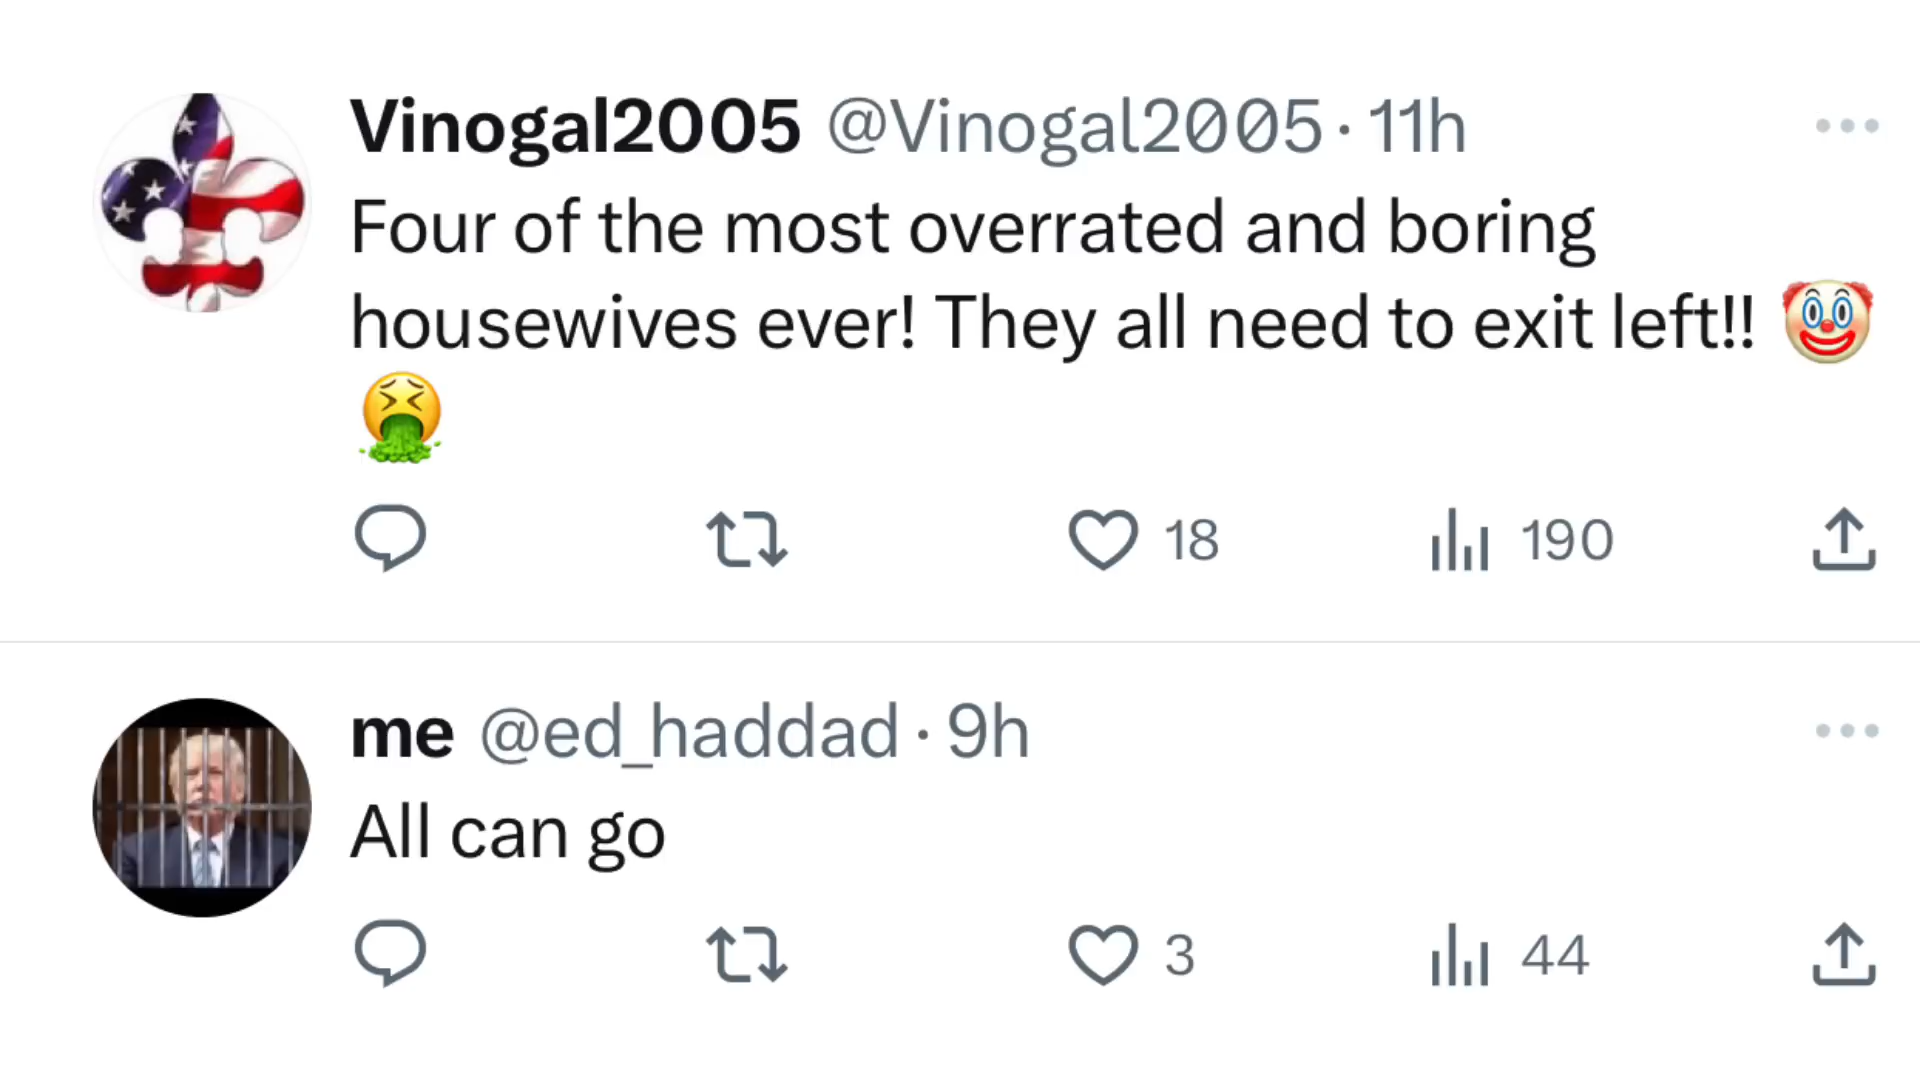 Vinogal2005 @Vinogal2005 · 11h
Four of the most overrated and boring
housewives ever! They all need to exit left!! 🤡
🤮
18 190
me @ed_haddad · 9h
All can go
3 44